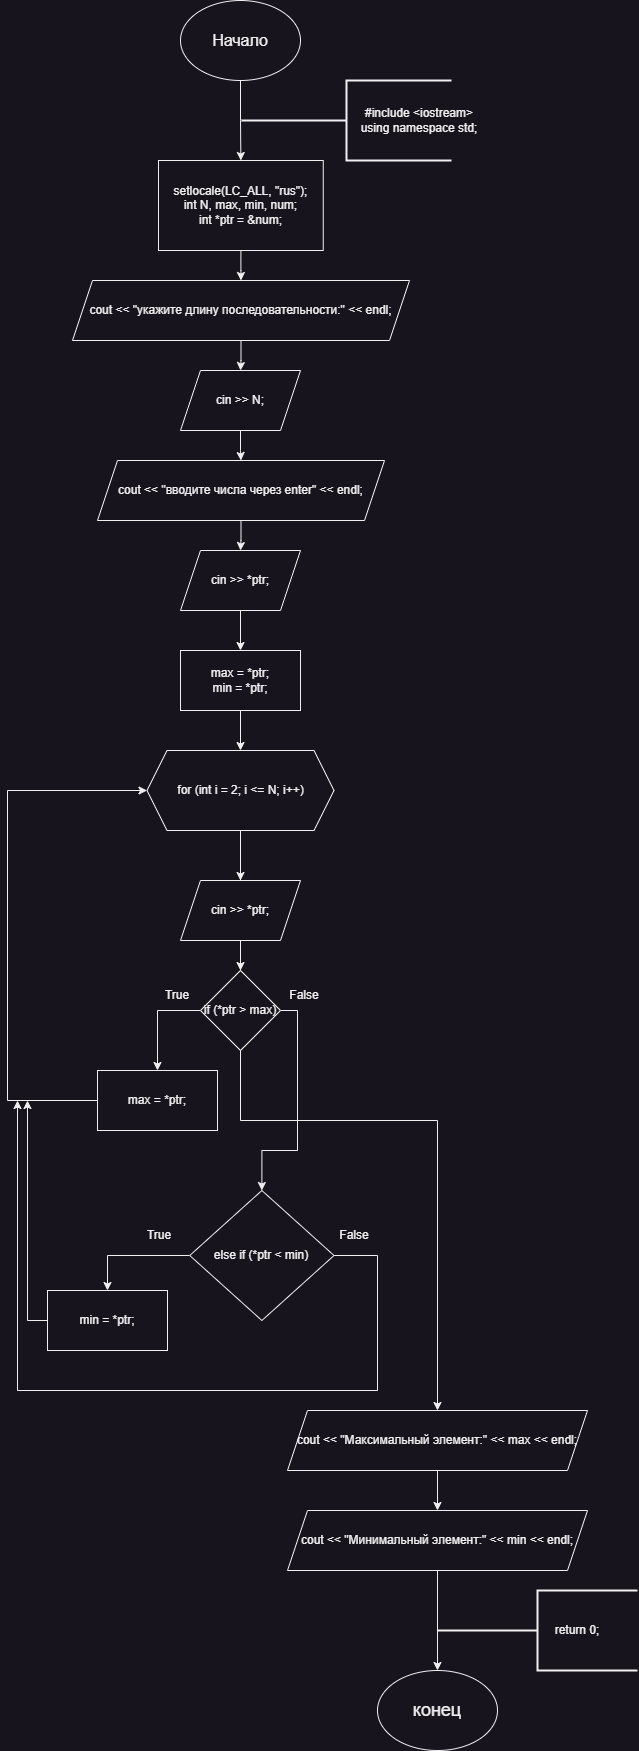 Начало
#include <iostream>
using namespace std;
setlocale(LC_ALL, "rus");
int N, max, min, num;
int *ptr = &num;
cout << "укажите длину последовательности:" << endl;
cin >> N;
cout << "вводите числа через enter" << endl;
cin >> *ptr;
max = *ptr;
min = *ptr;
for (int i = 2; i <= N; i++)
cin >> *ptr;
True
False
if (*ptr > max)
max = *ptr;
True
False
else if (*ptr < min)
min = *ptr;
cout << "Максимальный элемент:" << max << endl;
cout << "Минимальный элемент:" << min << endl;
return 0;
конец